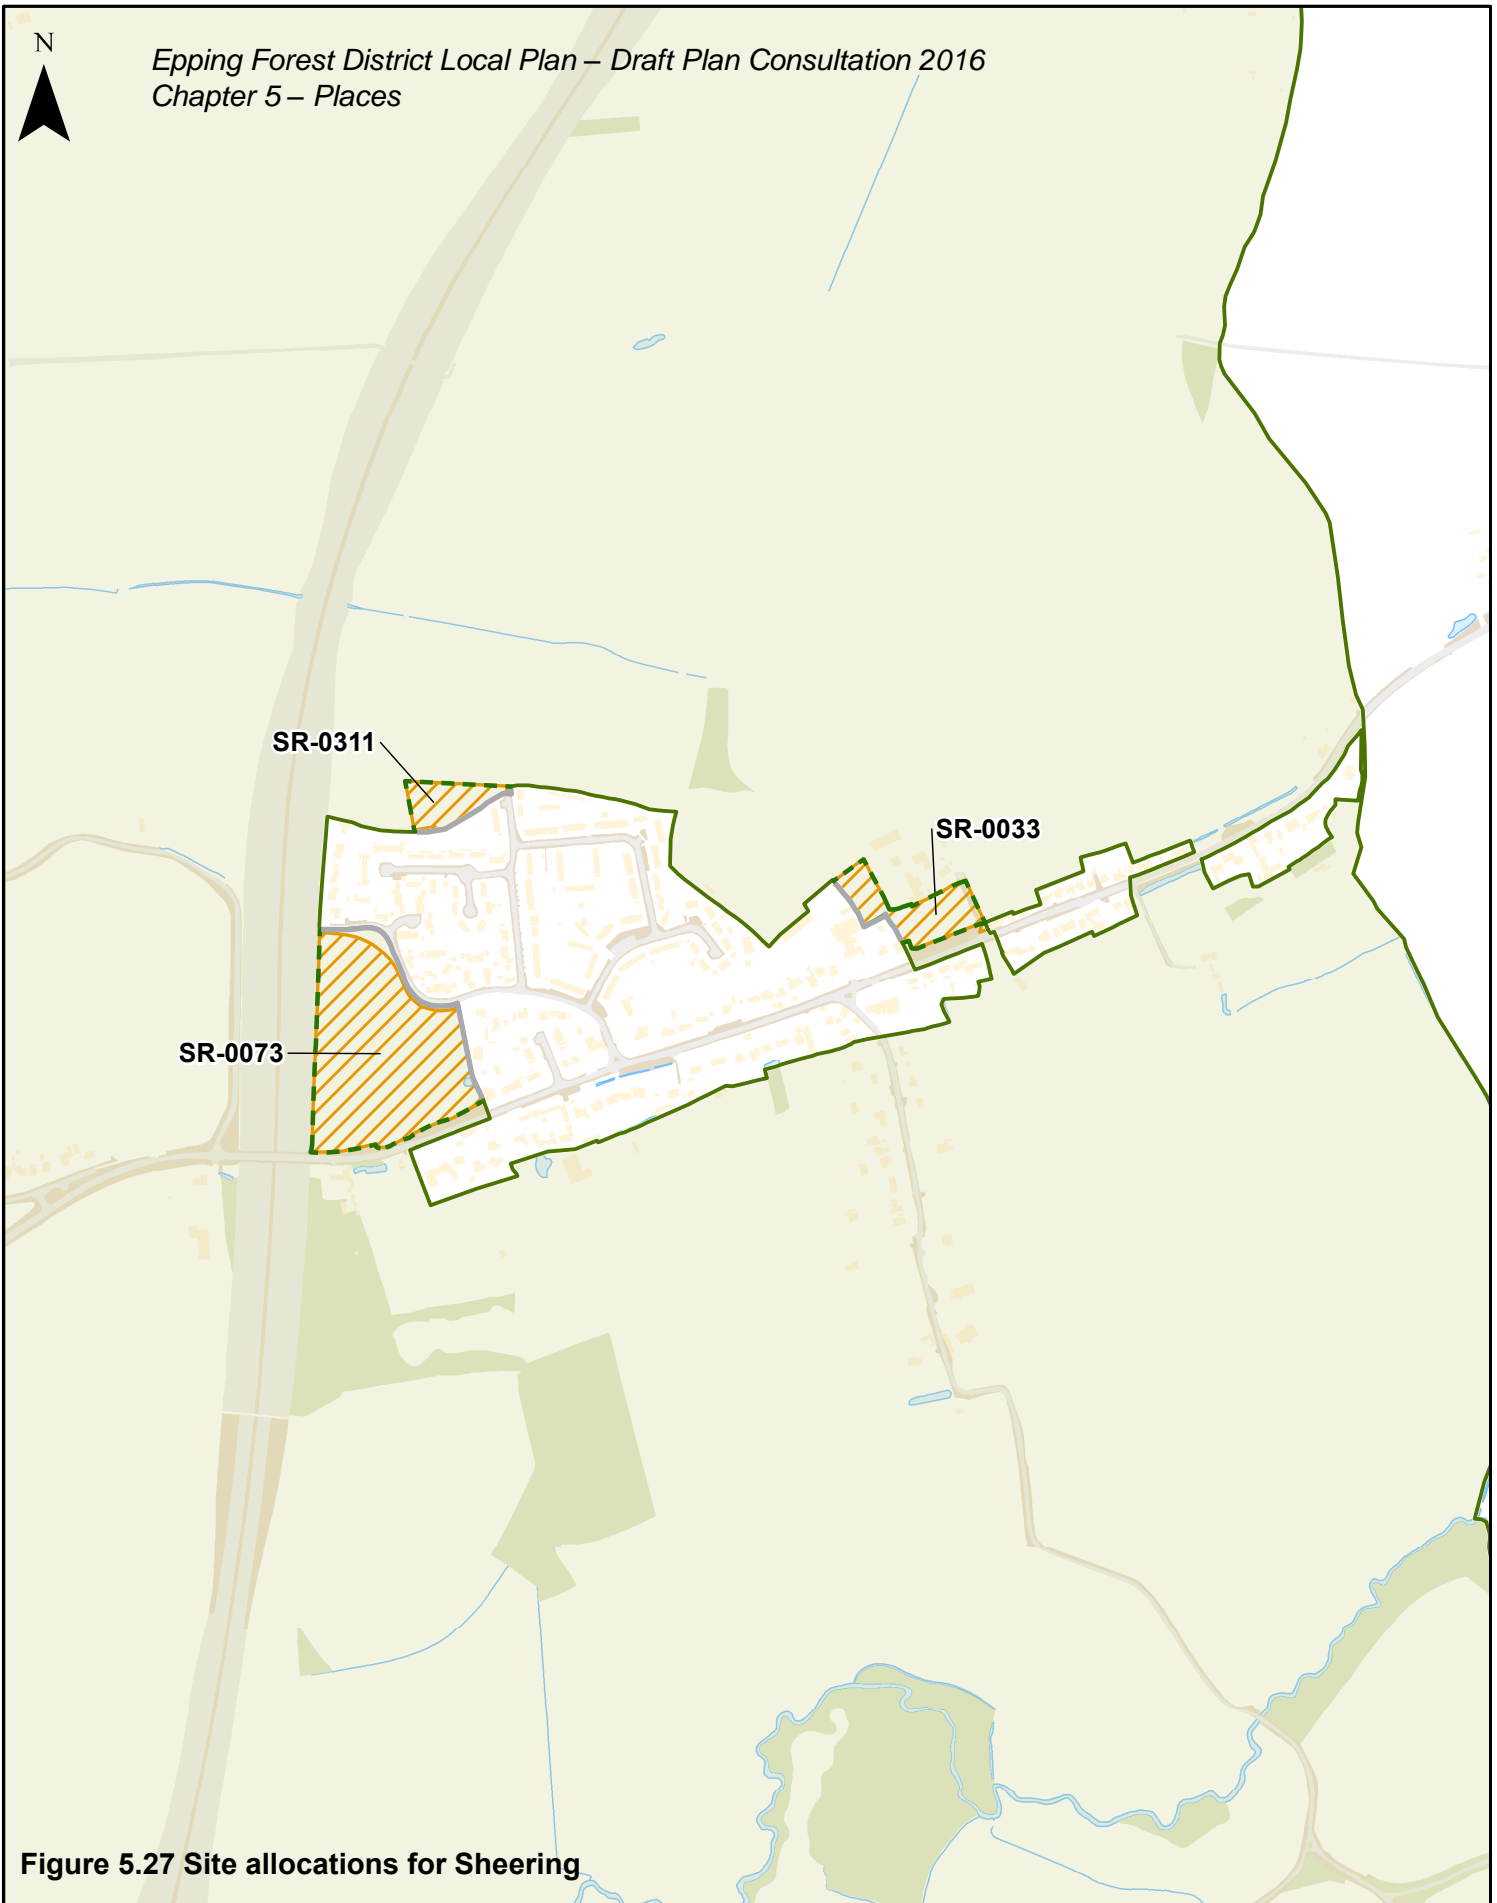 N
Epping Forest District Local Plan – Draft Plan Consultation 2016
Chapter 5 – Places
SR-0311
SR-0033
SR-0073
Figure 5.27 Site allocations for Sheering